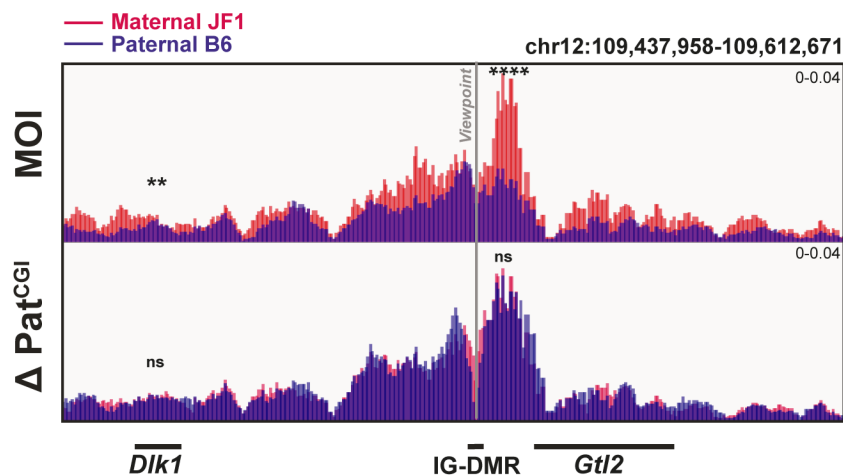 Maternal JF1
Paternal B6
chr12:109,437,958-109,612,671
MOI
Viewpoint
****
0-0.04
**
Δ Pat^CGI
ns
0-0.04
ns
Dlk1
IG-DMR
Gtl2